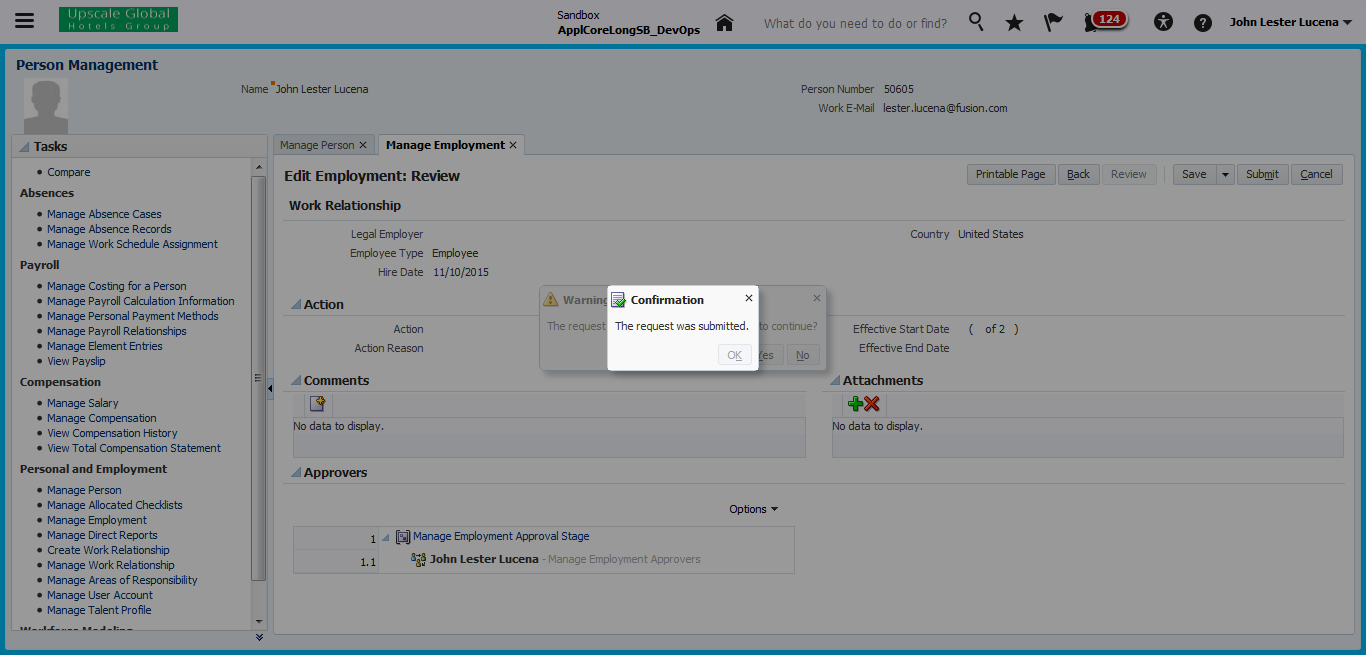 Upscale Global
Hotels Group
Sandbox
ApplCoreLongSB_DevOps
What do you need to do or find?
124
John Lester Lucena
Person Management
Name John Lester Lucena
Person Number 50605
Work E-Mail lester.lucena@fusion.com
Tasks
Compare
Absences
Manage Absence Cases
Manage Absence Records
Manage Work Schedule Assignment
Payroll
Manage Costing for a Person
Manage Payroll Calculation Information
Manage Personal Payment Methods
Manage Payroll Relationships
Manage Element Entries
View Payslip
Compensation
Manage Salary
Manage Compensation
View Compensation History
View Total Compensation Statement
Personal and Employment
Manage Person
Manage Allocated Checklists
Manage Employment
Manage Direct Reports
Create Work Relationship
Manage Work Relationship
Manage Areas of Responsibility
Manage User Account
Manage Talent Profile
Workforce Modeling
Manage Person Manage Employment
Edit Employment: Review
Printable Page Back Review Save Submit Cancel
Work Relationship
Legal Employer
Employee Type Employee
Hire Date 11/10/2015
Country United States
Action
Action
Action Reason
Effective Start Date ( of 2 )
Effective End Date
Warning
The request to continue?
Yes No
Confirmation
The request was submitted.
OK
Comments
No data to display.
Attachments
No data to display.
Approvers
Options
1 Manage Employment Approval Stage
1.1 John Lester Lucena - Manage Employment Approvers